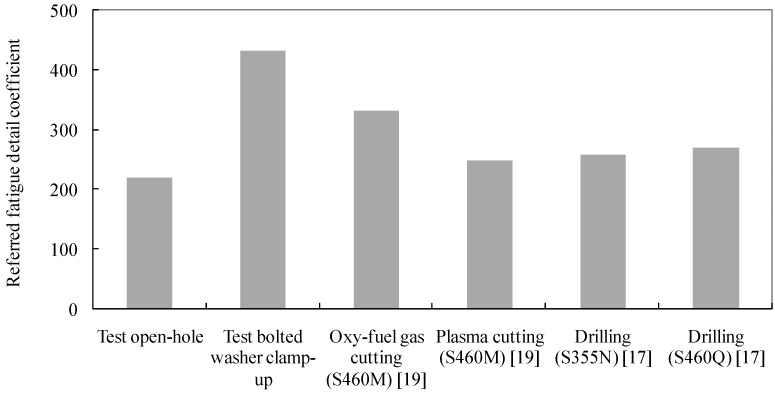 Referred fatigue detail coefficient
500
400
300
200
100
0
Test open-hole
Test bolted
washer clamp-
up
Oxy-fuel gas
cutting
(S460M) [19]
Plasma cutting
(S460M) [19]
Drilling
(S355N) [17]
Drilling
(S460Q) [17]